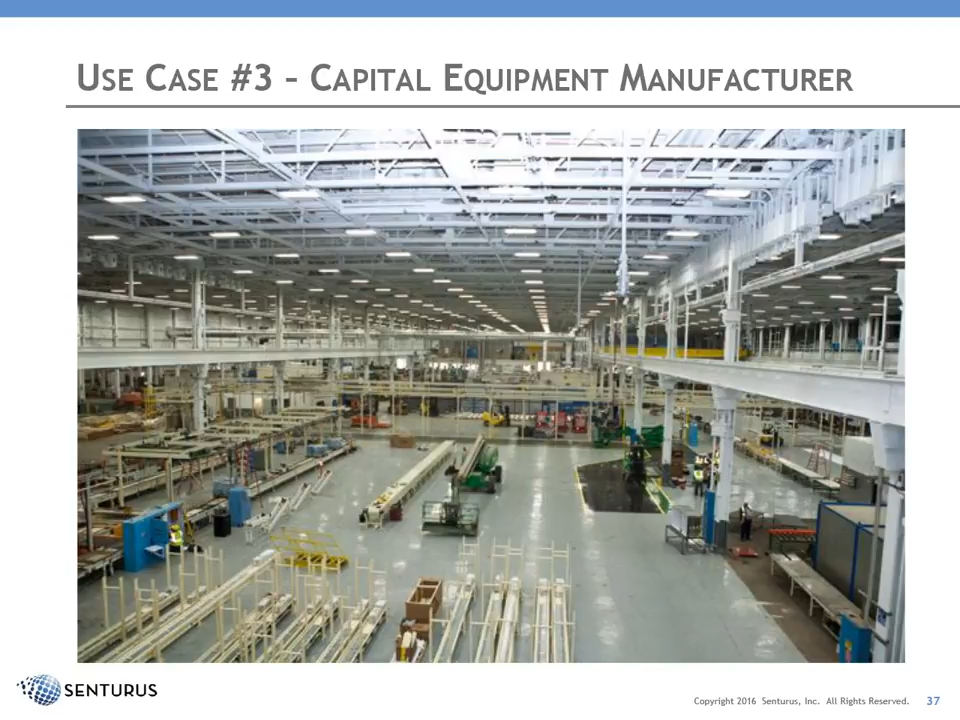 USE CASE #3 – CAPITAL EQUIPMENT MANUFACTURER
SENTURUS
Copyright 2016 Senturus, Inc. All Rights Reserved.
37